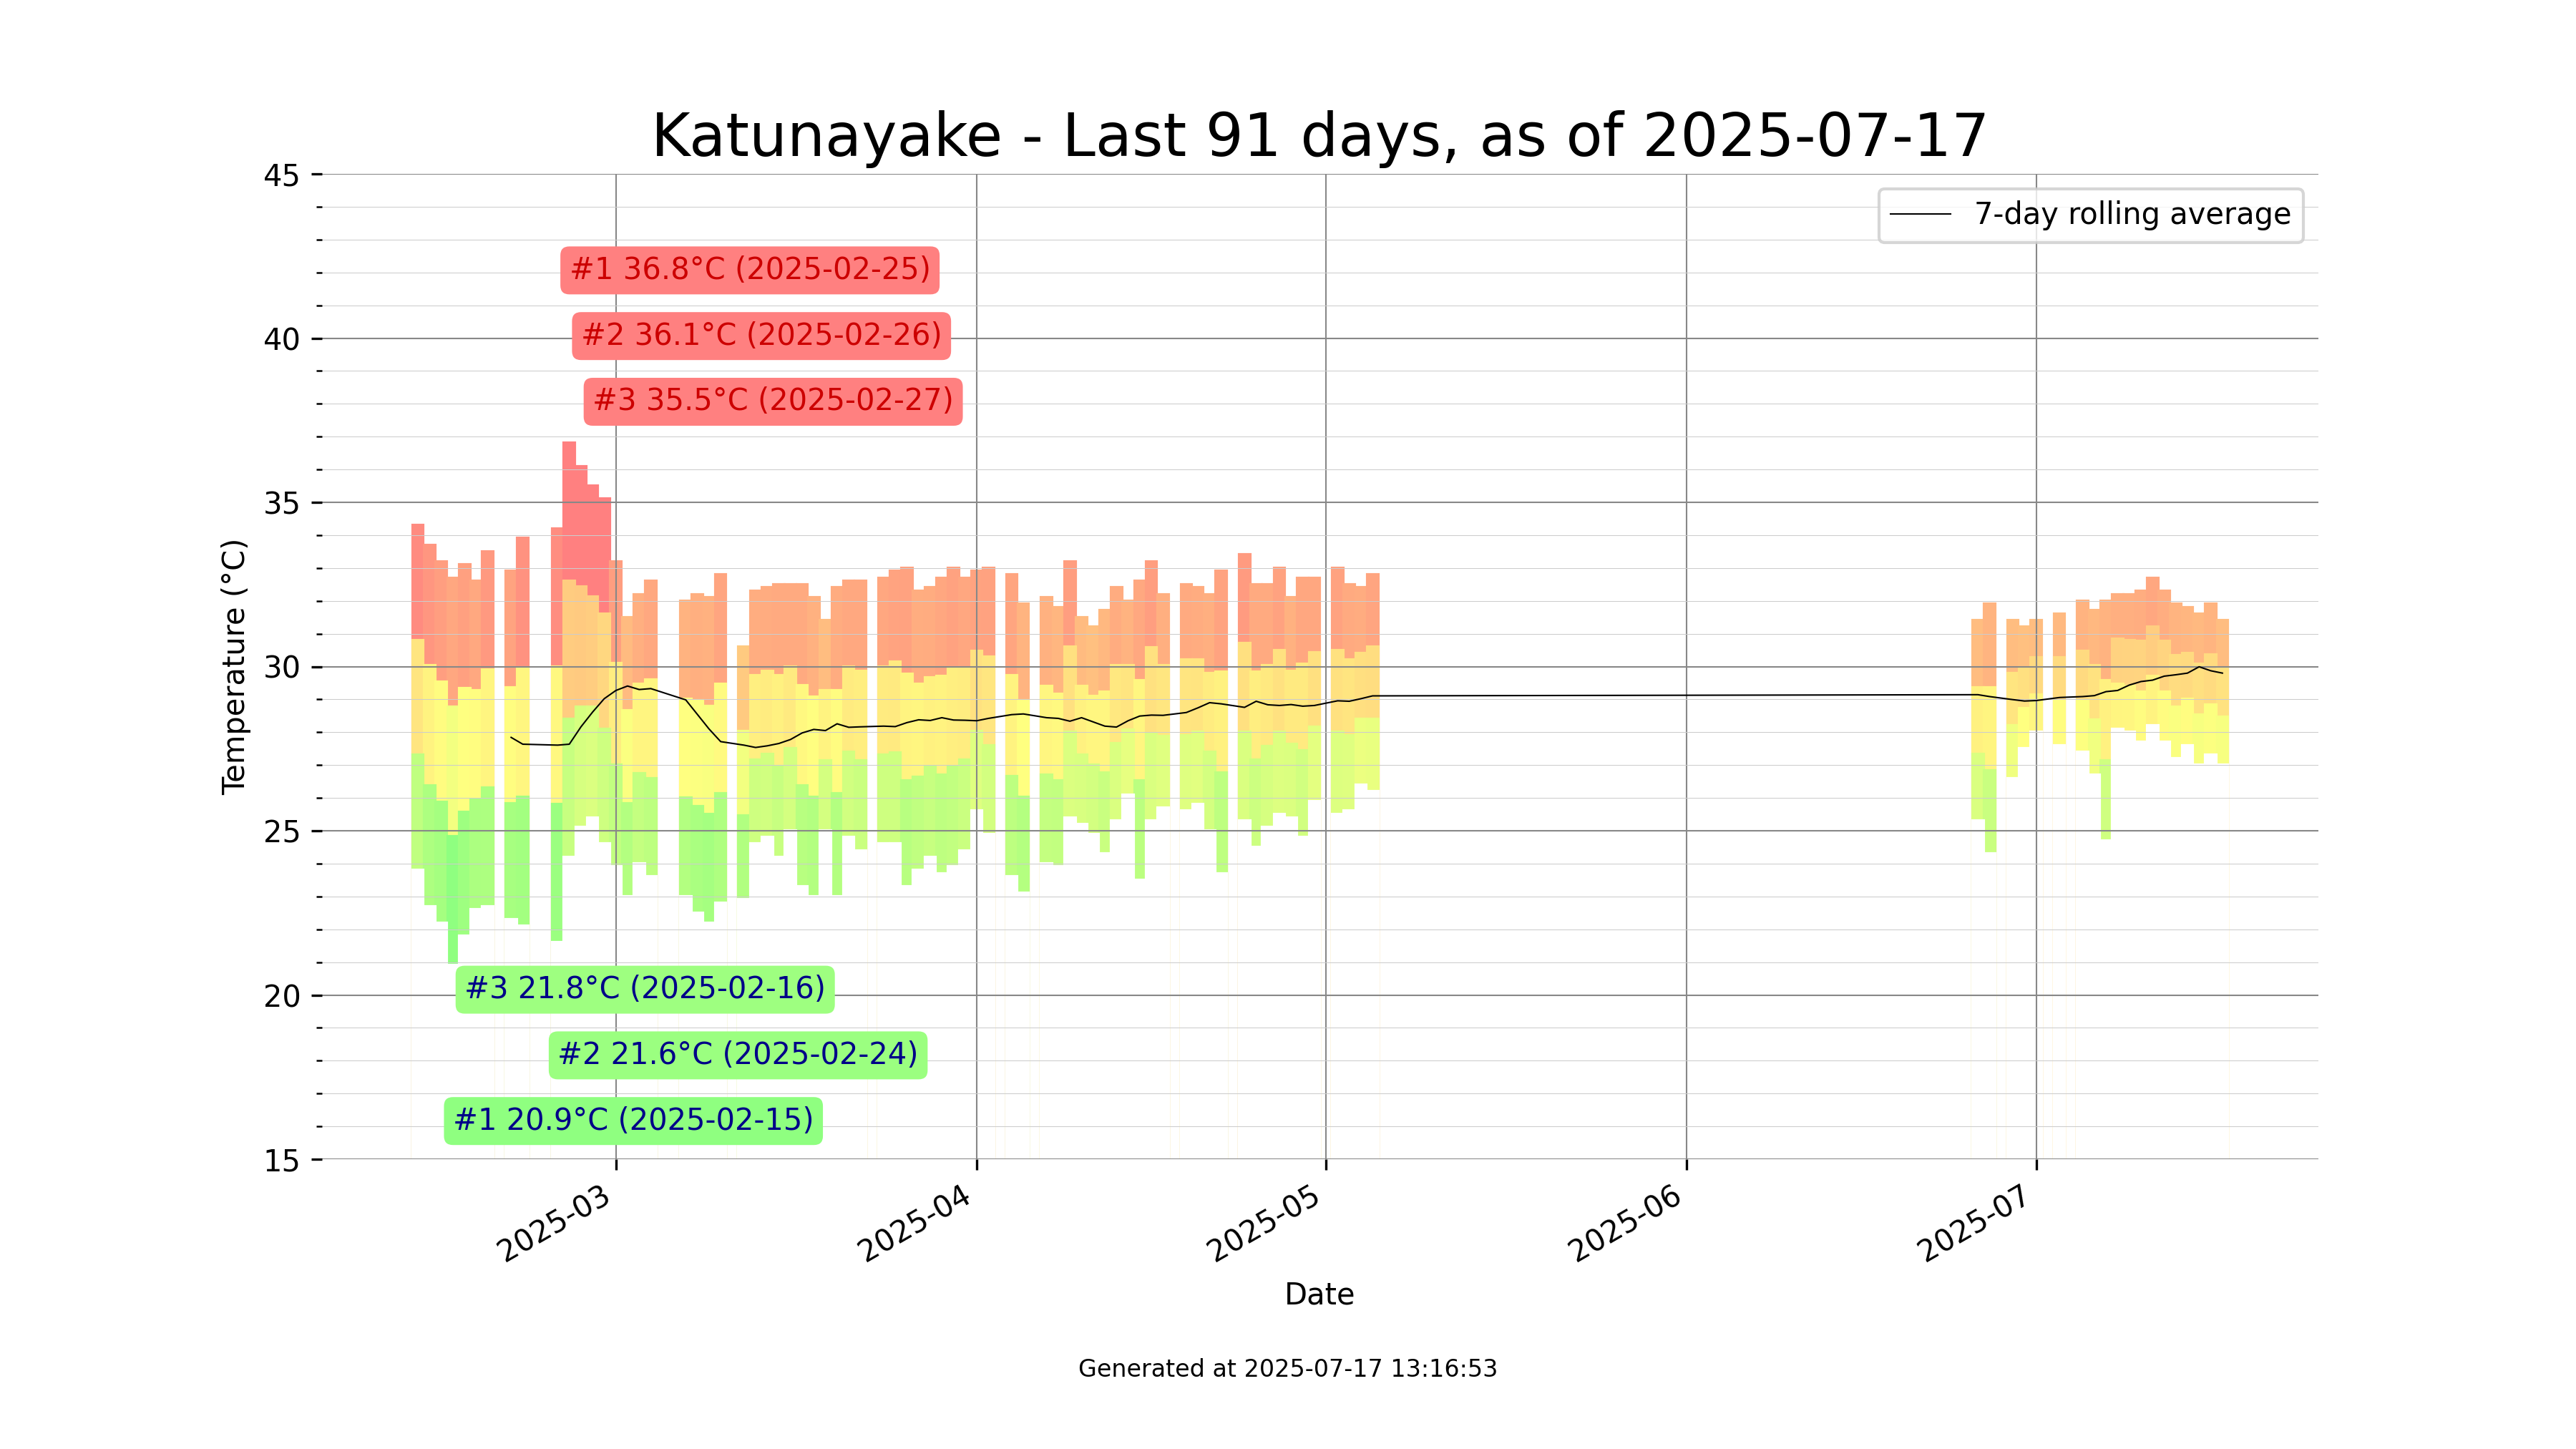 Katunayake - Last 91 days, as of 2025-07-17
7-day rolling average
#1 36.8°C (2025-02-25)
#2 36.1°C (2025-02-26)
#3 35.5°C (2025-02-27)
#3 21.8°C (2025-02-16)
#2 21.6°C (2025-02-24)
#1 20.9°C (2025-02-15)
Temperature (°C)
45
40
35
30
25
20
15
2025-03
2025-04
2025-05
2025-06
2025-07
Date
Generated at 2025-07-17 13:16:53